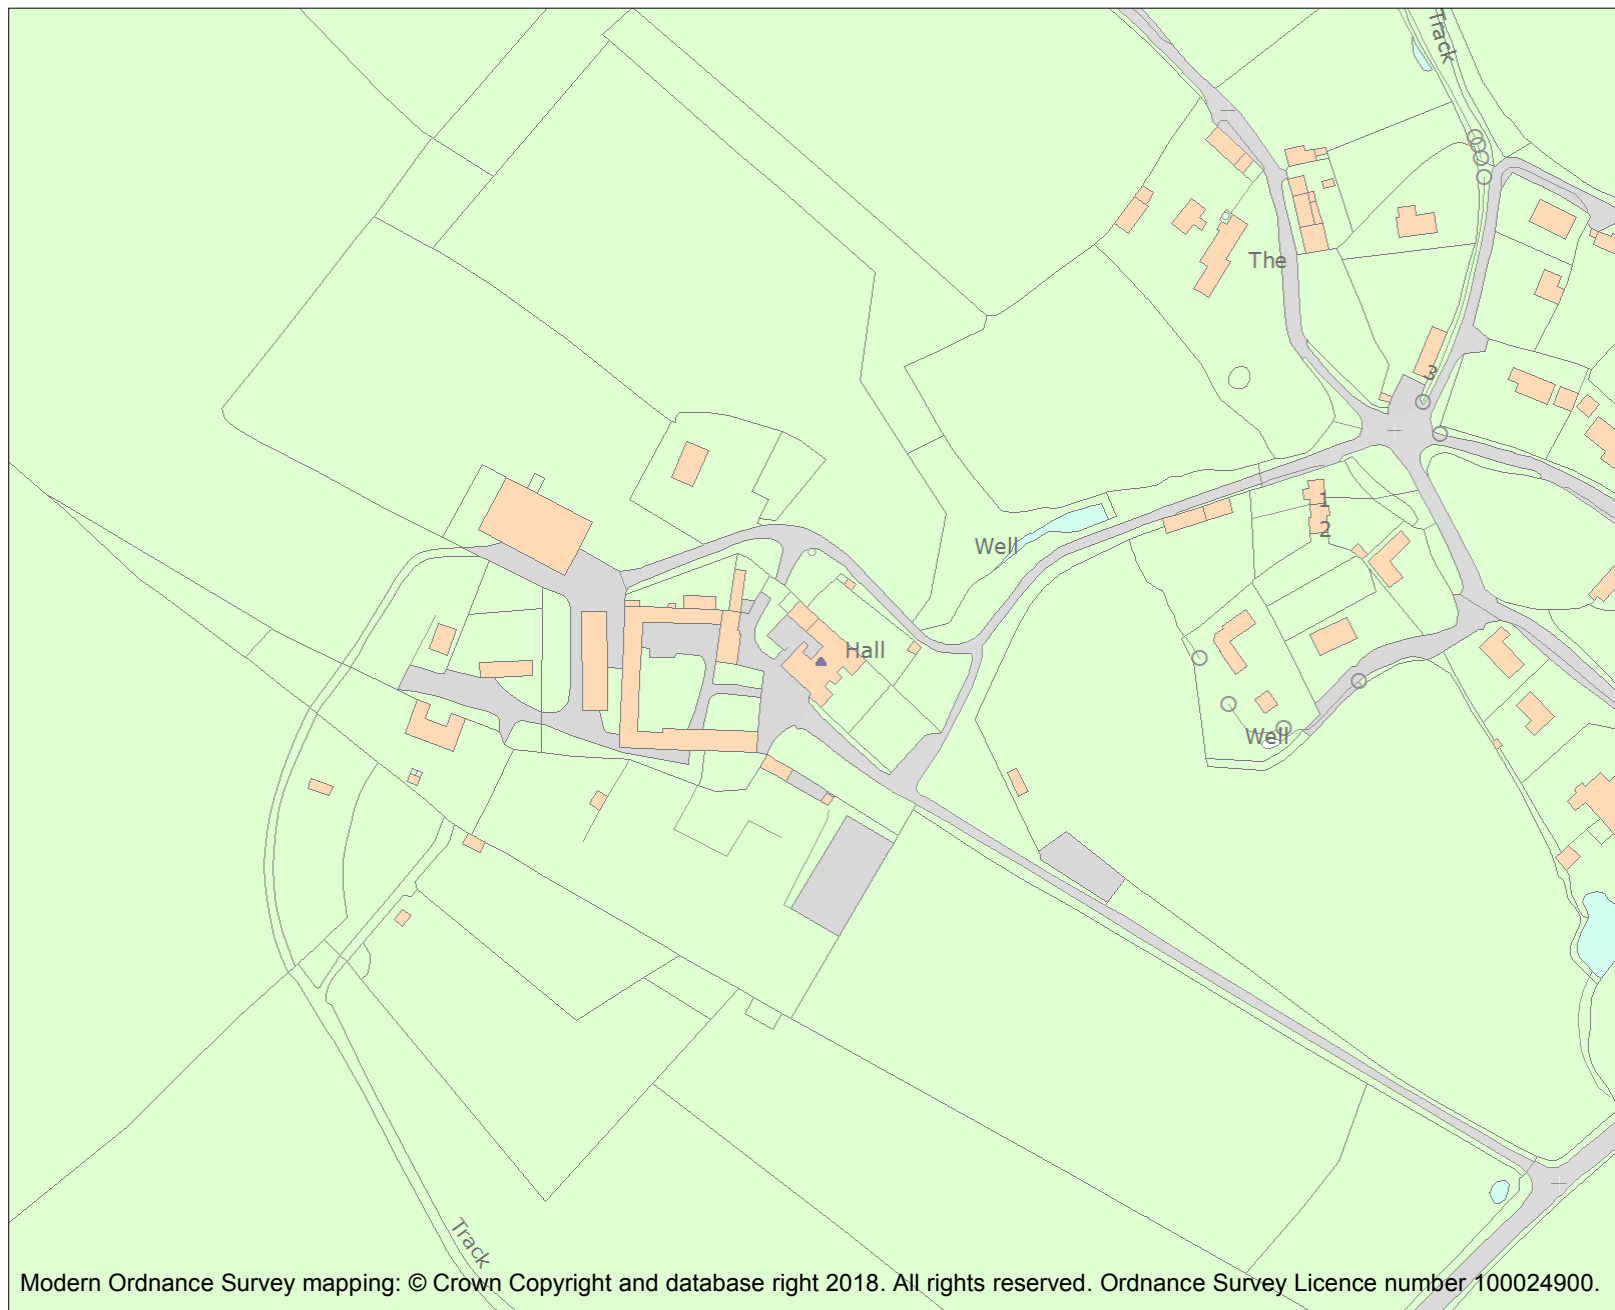 Track
The
3
1
2
Well
Hall
Well
Track
Modern Ordnance Survey mapping: © Crown Copyright and database right 2018. All rights reserved. Ordnance Survey Licence number 100024900.